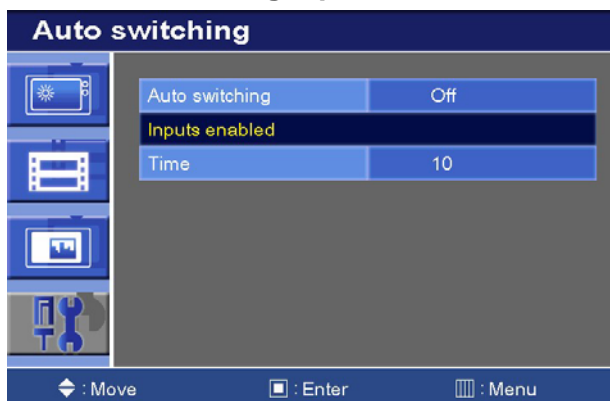 Auto switching
Auto switching Off
Inputs enabled
Time 10
: Move : Enter : Menu